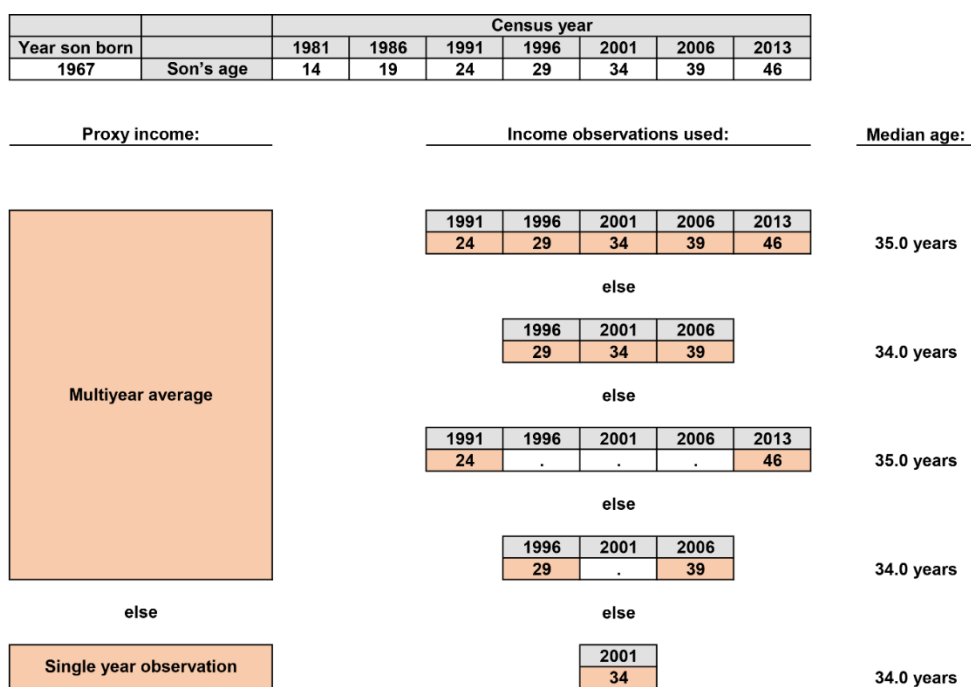 Census year
Year son born 1981 1986 1991 1996 2001 2006 2013
1967 Son's age 14 19 24 29 34 39 46
Proxy income: Income observations used: Median age:
1991 1996 2001 2006 2013
24 29 34 39 46 35.0 years
else
1996 2001 2006
29 34 39 34.0 years
Multiyear average else
1991 1996 2001 2006 2013
24 . . . 46 35.0 years
else
1996 2001 2006
29 . 39 34.0 years
else else
Single year observation 2001
34 34.0 years